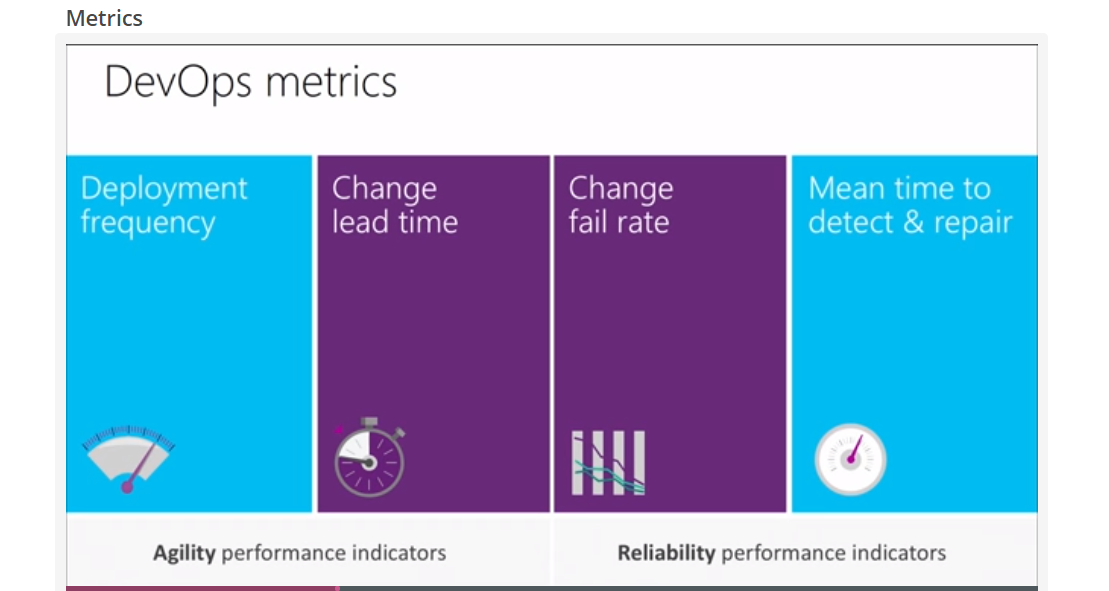 Metrics
DevOps metrics
Deployment
frequency
Change
lead time
Change
fail rate
Mean time to
detect & repair
Agility performance indicators
Reliability performance indicators